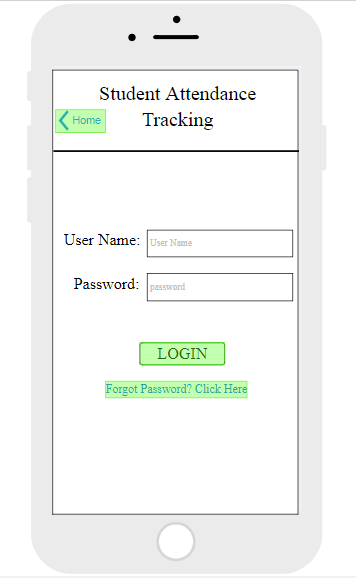 Student Attendance
Tracking
Home
User Name:
User Name
Password:
password
LOGIN
Forgot Password? Click Here